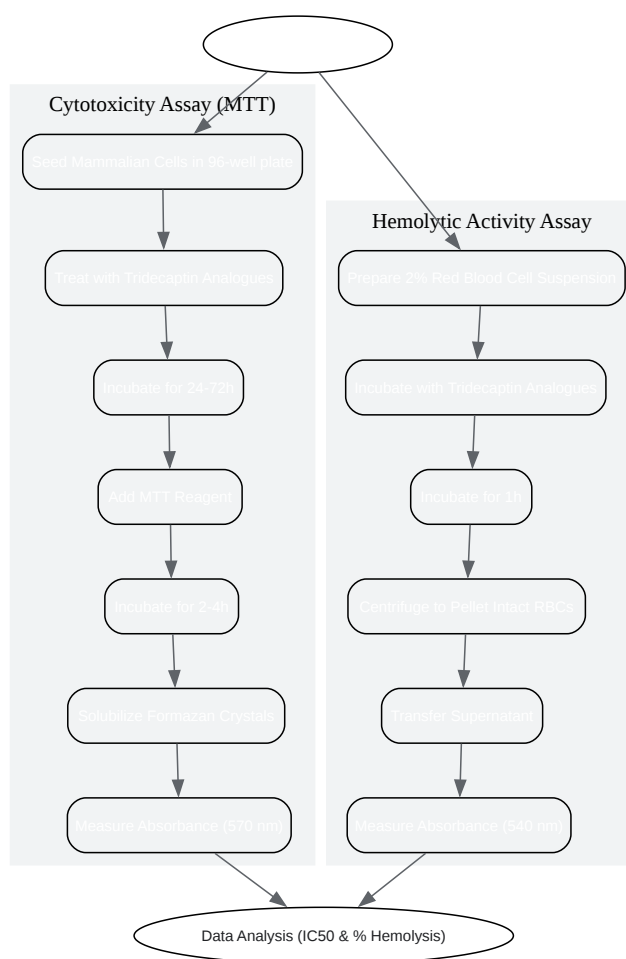 Cytotoxicity Assay (MTT)
Seed Mammalian Cells in 96-well plate
Treat with Tridecaptin Analogues
Incubate for 24-72h
Add MTT Reagent
Incubate for 2-4h
Solubilize Formazan Crystals
Measure Absorbance (570 nm)
Hemolytic Activity Assay
Prepare 2% Red Blood Cell Suspension
Incubate with Tridecaptin Analogues
Incubate for 1h
Centrifuge to Pellet Intact RBCs
Transfer Supernatant
Measure Absorbance (540 nm)
Data Analysis (IC50 & % Hemolysis)